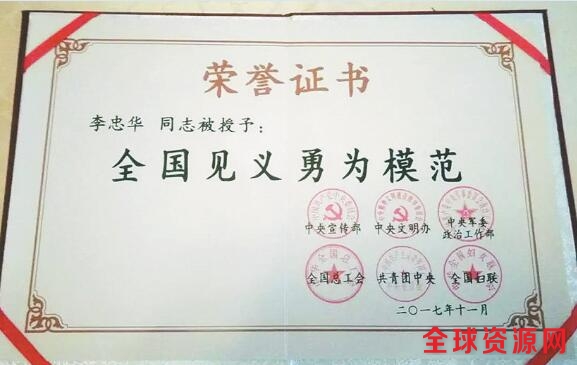 荣誉证书
李忠华 同志被授予：
全国见义勇为模范
中央宣传部 中央文明办 中央军委政治工作部
全国总工会 共青团中央 全国妇联
二〇一七年十一月
全球资源网